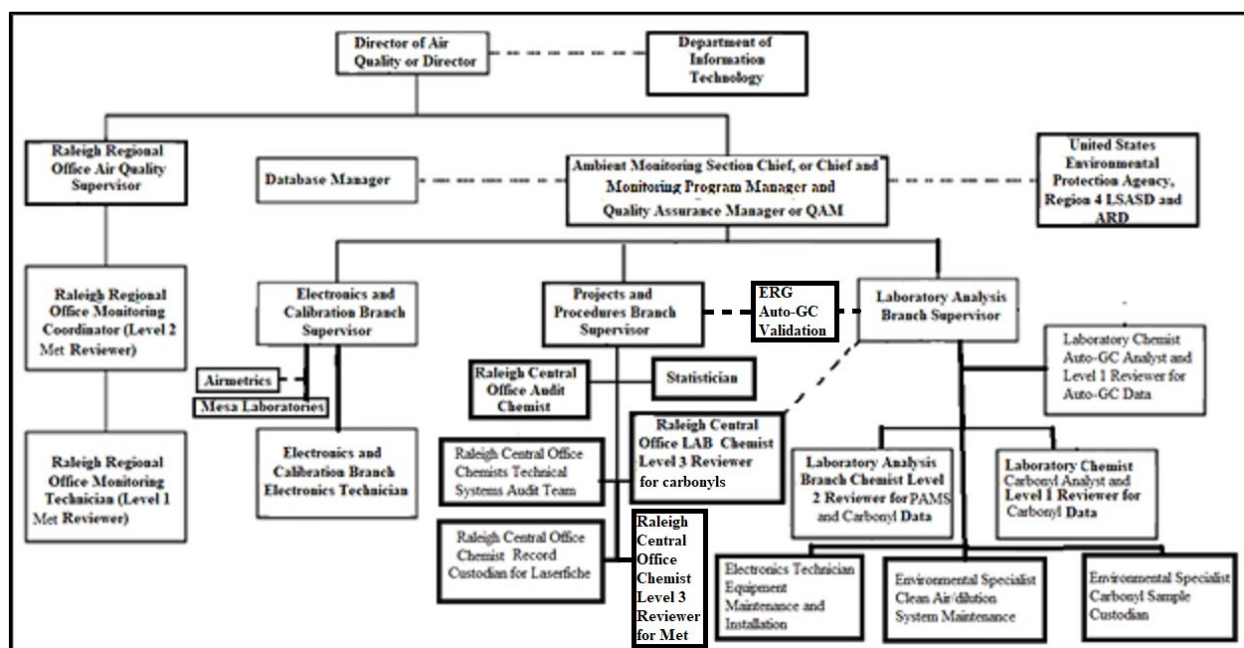 Director of Air
Quality or Director
Department of
Information
Technology
Raleigh Regional
Office Air Quality
Supervisor
Database Manager
Ambient Monitoring Section Chief, or Chief and
Monitoring Program Manager and
Quality Assurance Manager or QAM
United States
Environmental
Protection Agency,
Region 4 LSASD and
ARD
Raleigh Regional
Office Monitoring
Coordinator (Level 2
Met Reviewer)
Electronics and
Calibration Branch
Supervisor
Projects and
Procedures Branch
Supervisor
ERG
Auto-GC
Validation
Laboratory Analysis
Branch Supervisor
Laboratory Chemist
Auto-GC Analyst and
Level 1 Reviewer for
Auto-GC Data
Airmetrics
Mesa Laboratories
Raleigh Central
Office Audit
Chemist
Statistician
Raleigh Regional
Office Monitoring
Technician (Level 1
Met Reviewer)
Electronics and
Calibration Branch
Electronics Technician
Raleigh Central Office
Chemists Technical
Systems Audit Team
Raleigh Central
Office LAB Chemist
Level 3 Reviewer
for carbonyls
Laboratory Analysis
Branch Chemist Level
2 Reviewer for PAMS
and Carbonyl Data
Laboratory Chemist
Carbonyl Analyst and
Level 1 Reviewer for
Carbonyl Data
Raleigh Central Office
Chemist Record
Custodian for Laserfiche
Raleigh
Central
Office
Chemist
Level 3
Reviewer
for Met
Electronics Technician
Equipment
Maintenance and
Installation
Environmental Specialist
Clean Air/dilution
System Maintenance
Environmental Specialist
Carbonyl Sample
Custodian